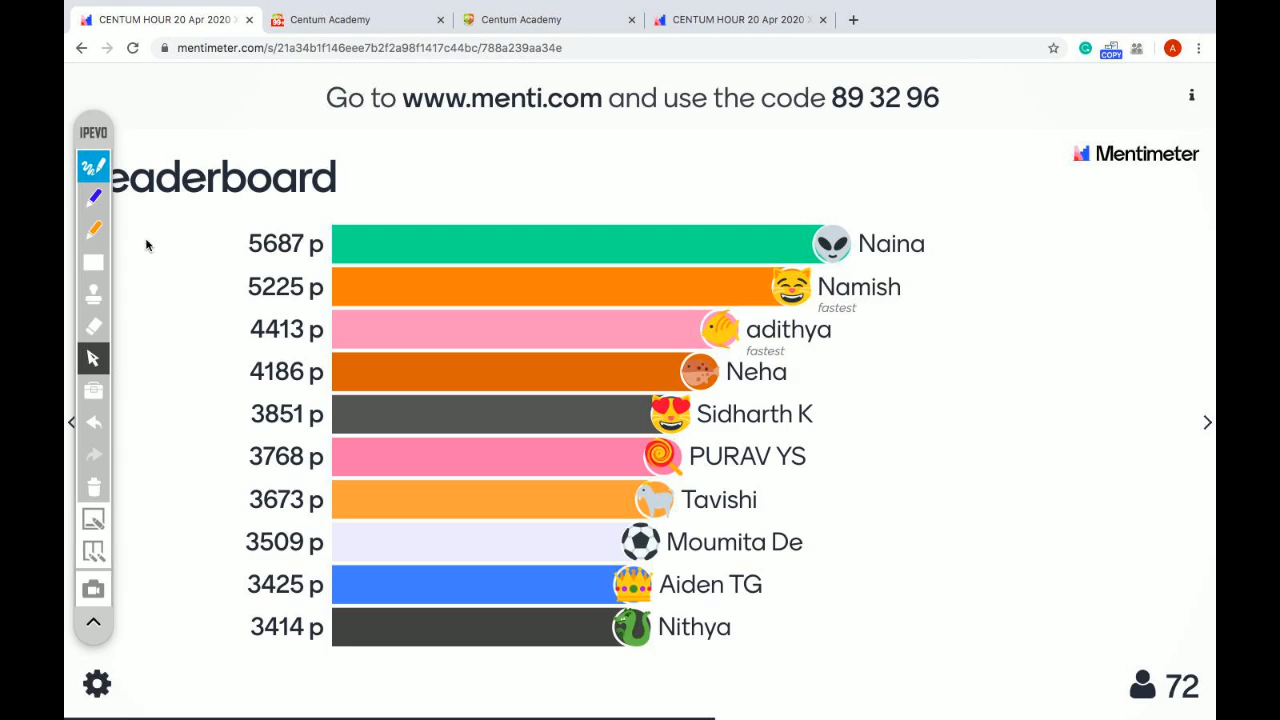 CENTUM HOUR 20 Apr 2020
Centum Academy
Centum Academy
CENTUM HOUR 20 Apr 2020
mentimeter.com/s/21a34b1f146eee7b2f2a98f1417c44bc/788a239aa34e
COPY
A
Go to www.menti.com and use the code 89 32 96
IPEVO
Mentimeter
eaderboard
5687 p Naina
5225 p Namish
fastest
4413 p adithya
fastest
4186 p Neha
3851 p Sidharth K
3768 p PURAV YS
3673 p Tavishi
3509 p Moumita De
3425 p Aiden TG
3414 p Nithya
72